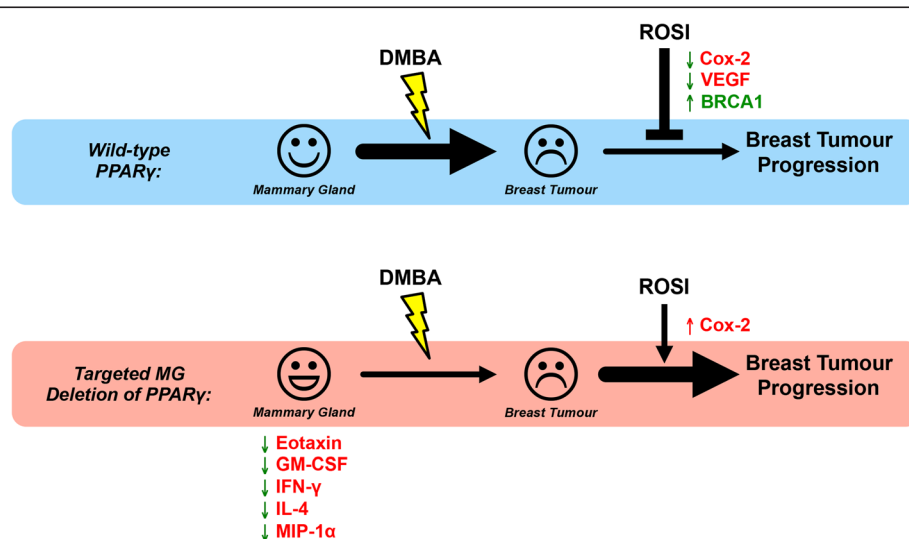 ROSI
DMBA
↓ Cox-2
↓ VEGF
↑ BRCA1
Wild-type
PPARγ:
Mammary Gland
Breast Tumour
Breast Tumour
Progression
DMBA
ROSI
↑ Cox-2
Targeted MG
Deletion of PPARγ:
Mammary Gland
Breast Tumour
Breast Tumour
Progression
↓ Eotaxin
↓ GM-CSF
↓ IFN-γ
↓ IL-4
↓ MIP-1α